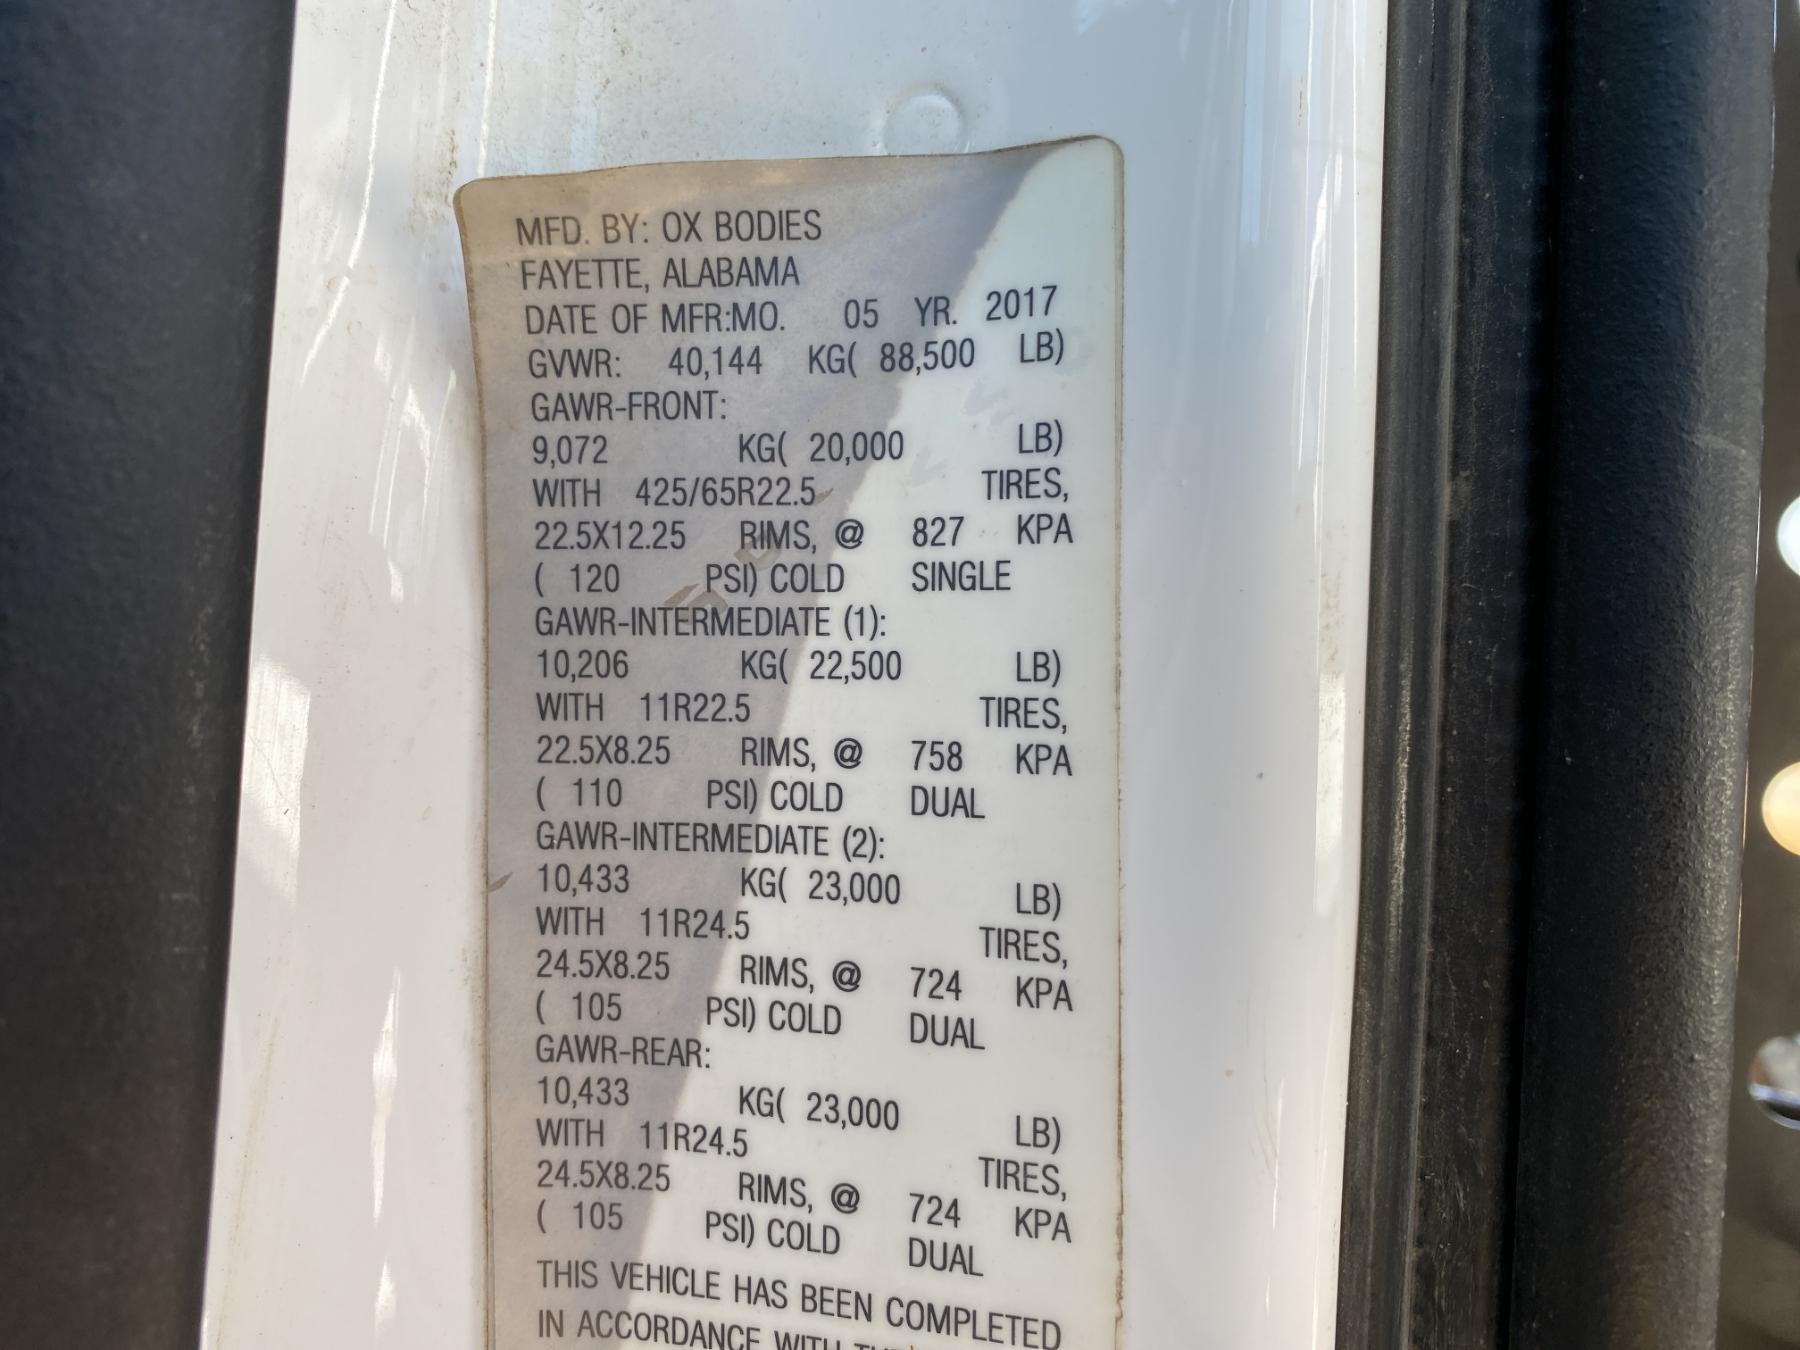 MFD. BY: OX BODIES
FAYETTE, ALABAMA
DATE OF MFR:MO. 05 YR. 2017
GVWR: 40,144 KG( 88,500 LB)
GAWR-FRONT:
9,072 KG( 20,000 LB)
WITH 425/65R22.5 TIRES,
22.5X12.25 RIMS, @ 827 KPA
( 120 PSI) COLD SINGLE
GAWR-INTERMEDIATE (1):
10,206 KG( 22,500 LB)
WITH 11R22.5 TIRES,
22.5X8.25 RIMS, @ 758 KPA
( 110 PSI) COLD DUAL
GAWR-INTERMEDIATE (2):
10,433 KG( 23,000 LB)
WITH 11R24.5 TIRES,
24.5X8.25 RIMS, @ 724 KPA
( 105 PSI) COLD DUAL
GAWR-REAR:
10,433 KG( 23,000 LB)
WITH 11R24.5 TIRES,
24.5X8.25 RIMS, @ 724 KPA
( 105 PSI) COLD DUAL
THIS VEHICLE HAS BEEN COMPLETED
IN ACCORDANCE WITH